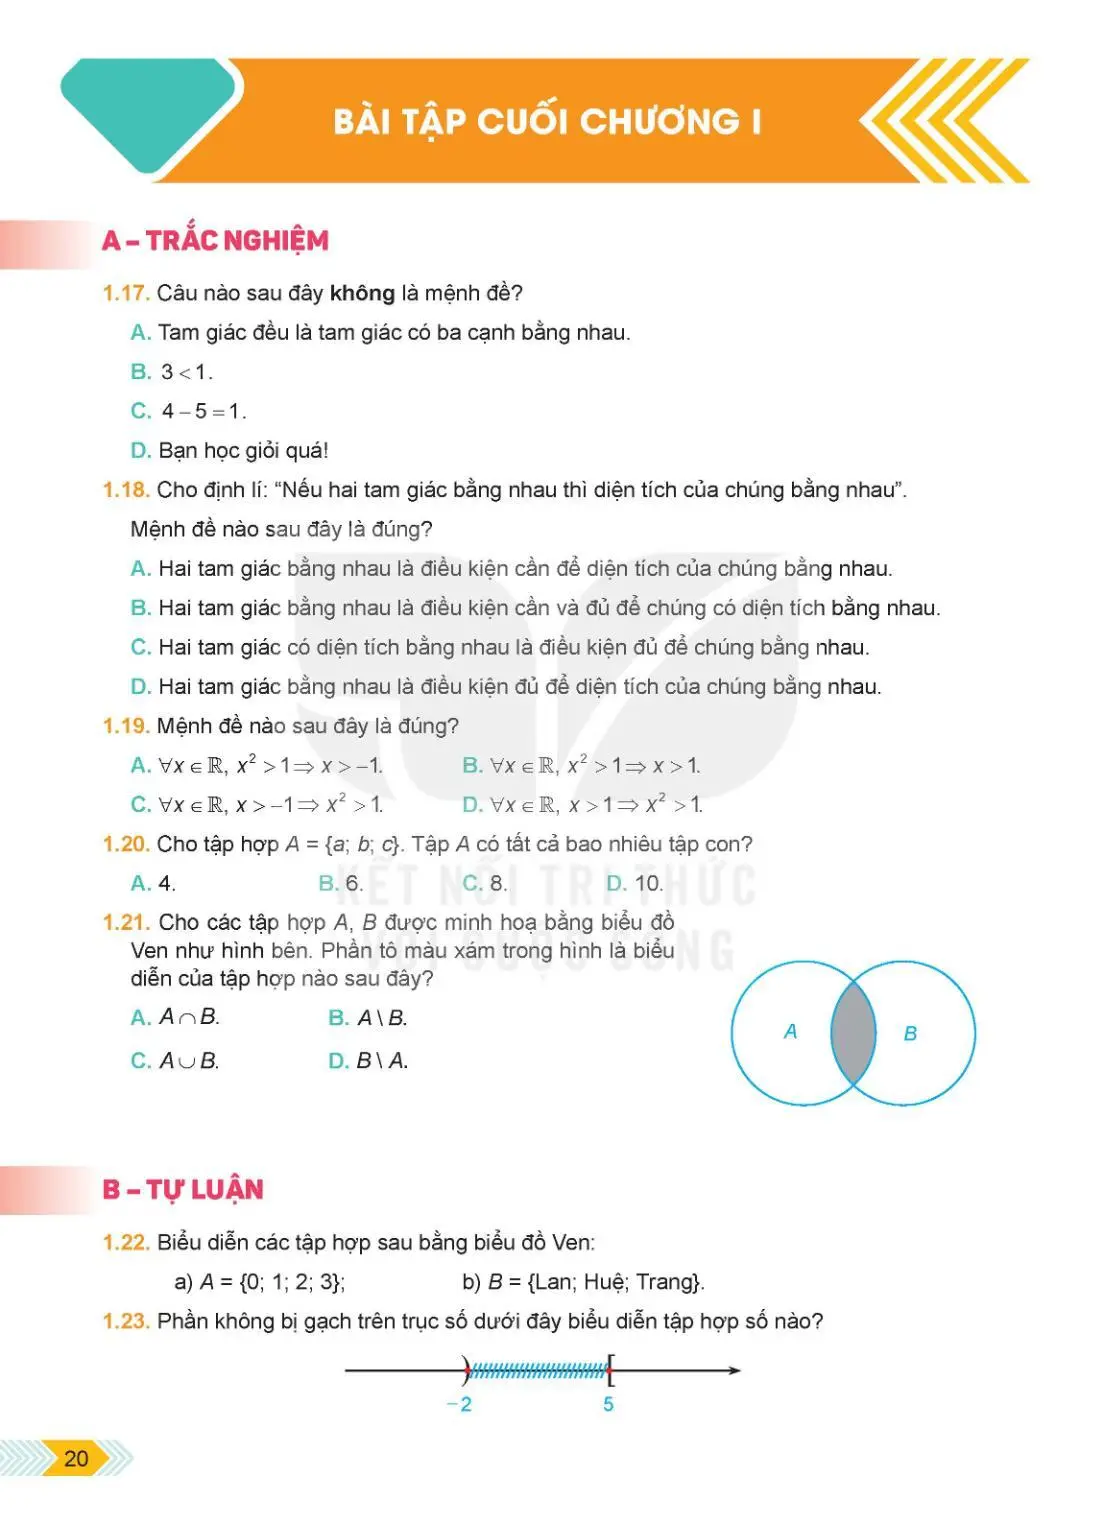 BÀI TẬP CUỐI CHƯƠNG I
A – TRẮC NGHIỆM
1.17. Câu nào sau đây không là mệnh đề?
A. Tam giác đều là tam giác có ba cạnh bằng nhau.
B. 3 < 1.
C. 4 – 5 = 1.
D. Bạn học giỏi quá!
1.18. Cho định lí: “Nếu hai tam giác bằng nhau thì diện tích của chúng bằng nhau”.
Mệnh đề nào sau đây là đúng?
A. Hai tam giác bằng nhau là điều kiện cần để diện tích của chúng bằng nhau.
B. Hai tam giác bằng nhau là điều kiện cần và đủ để chúng có diện tích bằng nhau.
C. Hai tam giác có diện tích bằng nhau là điều kiện đủ để chúng bằng nhau.
D. Hai tam giác bằng nhau là điều kiện đủ để diện tích của chúng bằng nhau.
1.19. Mệnh đề nào sau đây là đúng?
A. ∀x ∈ ℝ, x² > 1 ⇒ x > –1. B. ∀x ∈ ℝ, x² > 1 ⇒ x > 1.
C. ∀x ∈ ℝ, x > –1 ⇒ x² > 1. D. ∀x ∈ ℝ, x > 1 ⇒ x² > 1.
1.20. Cho tập hợp A = {a; b; c}. Tập A có tất cả bao nhiêu tập con?
A. 4. B. 6. C. 8. D. 10.
KẾT NỐI TRI THỨC
1.21. Cho các tập hợp A, B được minh hoạ bằng biểu đồ
Ven như hình bên. Phần tô màu xám trong hình là biểu
VỚI CUỘC SỐNG
diễn của tập hợp nào sau đây?
A. A ∩ B. B. A \ B.
C. A ∪ B. D. B \ A.
A B
B – TỰ LUẬN
1.22. Biểu diễn các tập hợp sau bằng biểu đồ Ven:
a) A = {0; 1; 2; 3}; b) B = {Lan; Huệ; Trang}.
1.23. Phần không bị gạch trên trục số dưới đây biểu diễn tập hợp số nào?
) [
–2 5
20